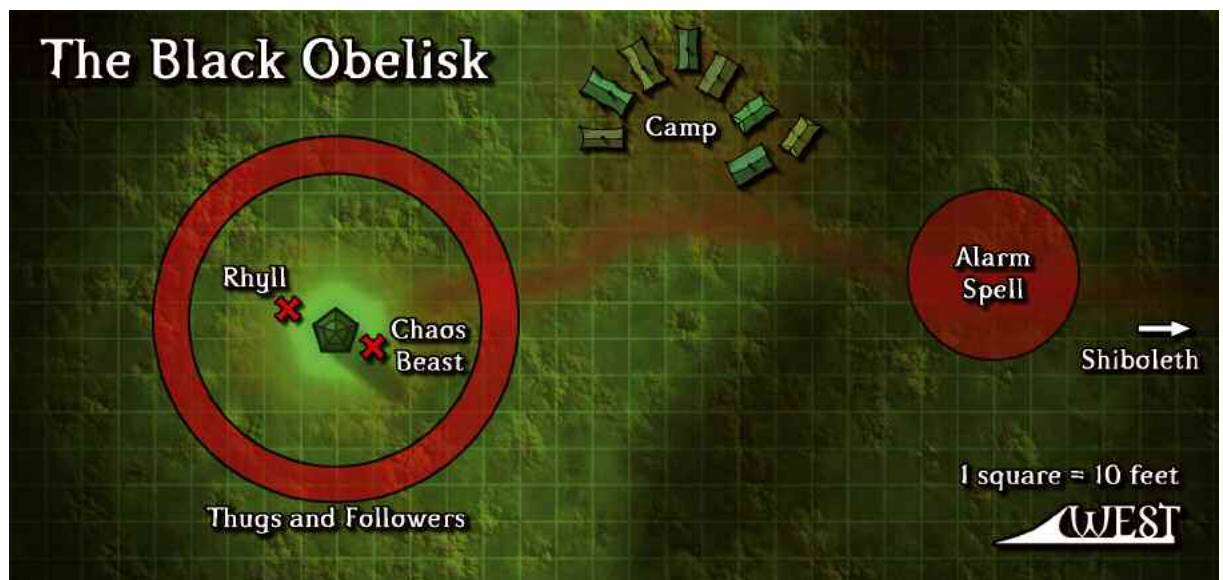 The Black Obelisk
Camp
Rhyll
Chaos
Beast
Alarm
Spell
Shiboleth
Thugs and Followers
1 square = 10 feet
WEST